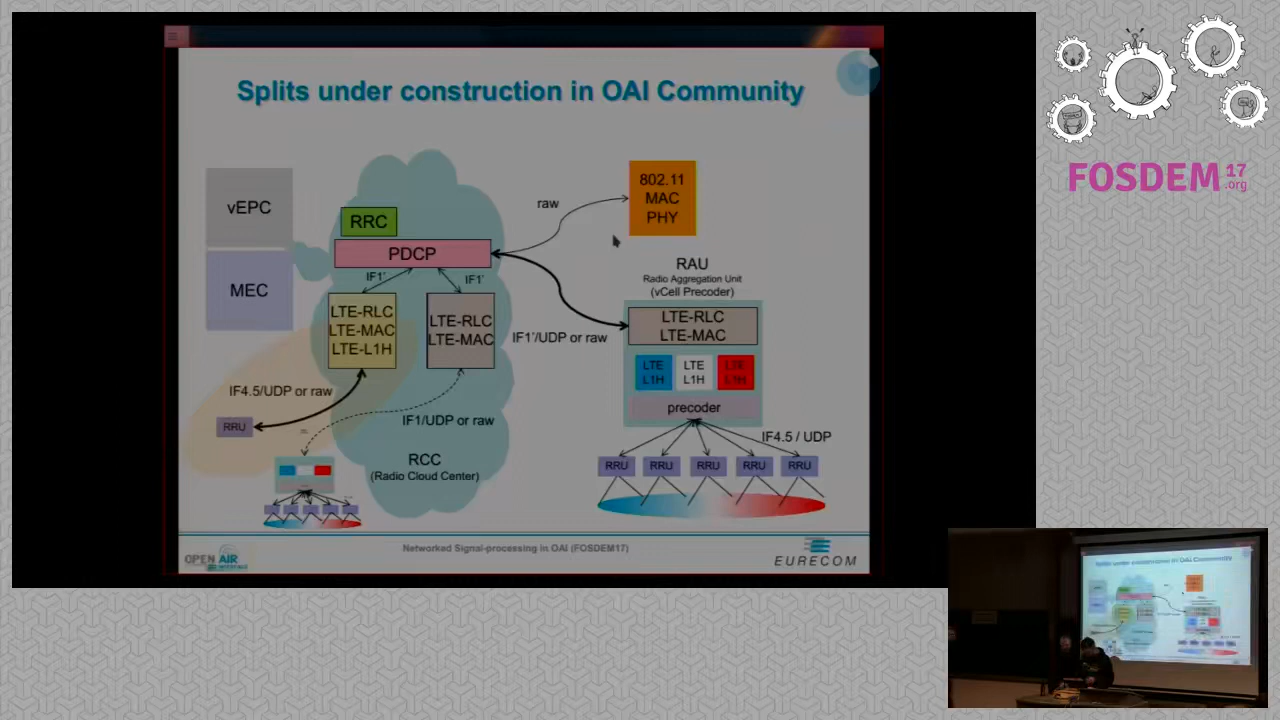 Splits under construction in OAI Community
vEPC
MEC
RRC
PDCP
IF1'
IF1'
LTE-RLC
LTE-MAC
LTE-L1H
LTE-RLC
LTE-MAC
IF4.5/UDP or raw
RRU
IF1/UDP or raw
RCC
(Radio Cloud Center)
raw
802.11
MAC
PHY
RAU
Radio Aggregation Unit
(vCell Precoder)
IF1'/UDP or raw
LTE-RLC
LTE-MAC
LTE
L1H
LTE
L1H
LTE
L1H
precoder
IF4.5 / UDP
RRU
RRU
RRU
RRU
RRU
OPEN AIR
Networked Signal-processing in OAI (FOSDEM17)
EURECOM
FOSDEM 17
.org